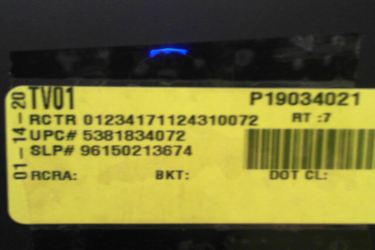 01-14-20
TV01 P19034021
RCTR 01234171124310072 RT :7
UPC# 5381834072
SLP# 96150213674
RCRA: BKT: DOT CL: